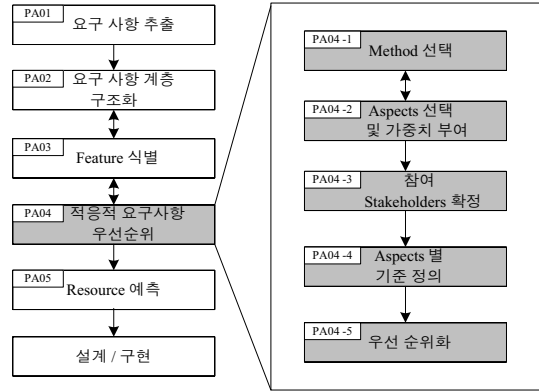 PA01
요구 사항 추출
PA02
요구 사항 계층
구조화
PA03
Feature 식별
PA04
적응적 요구사항
우선순위
PA05
Resource 예측
설계 / 구현
PA04 -1
Method 선택
PA04 -2
Aspects 선택
및 가중치 부여
PA04 -3
참여
Stakeholders 확정
PA04 -4
Aspects 별
기준 정의
PA04 -5
우선 순위화